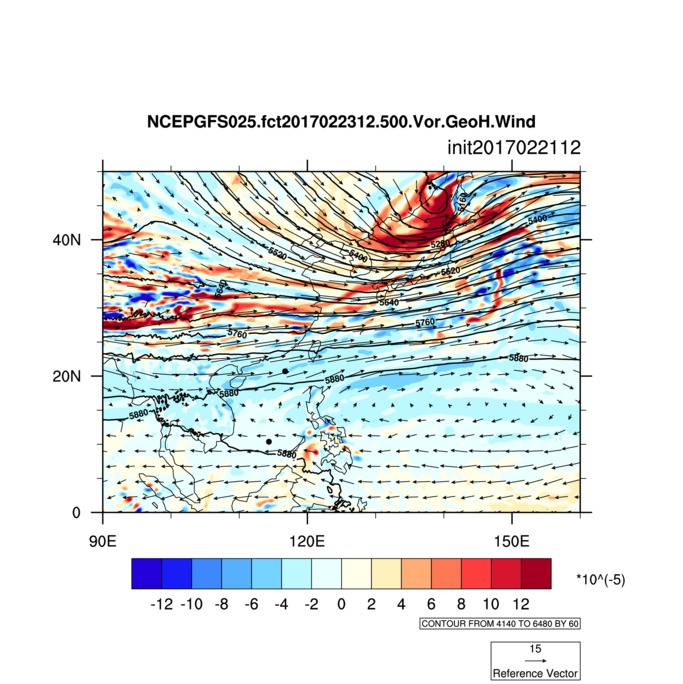 NCEPGFS025.fct2017022312.500.Vor.GeoH.Wind
init2017022112
5160
5400
40N
5280
5520
5400
5520
5640
5640
5760
5760
5880
20N
5880
5880
5880
5880
0
90E 120E 150E
-12 -10 -8 -6 -4 -2 0 2 4 6 8 10 12
*10^(-5)
CONTOUR FROM 4140 TO 6480 BY 60
15
Reference Vector